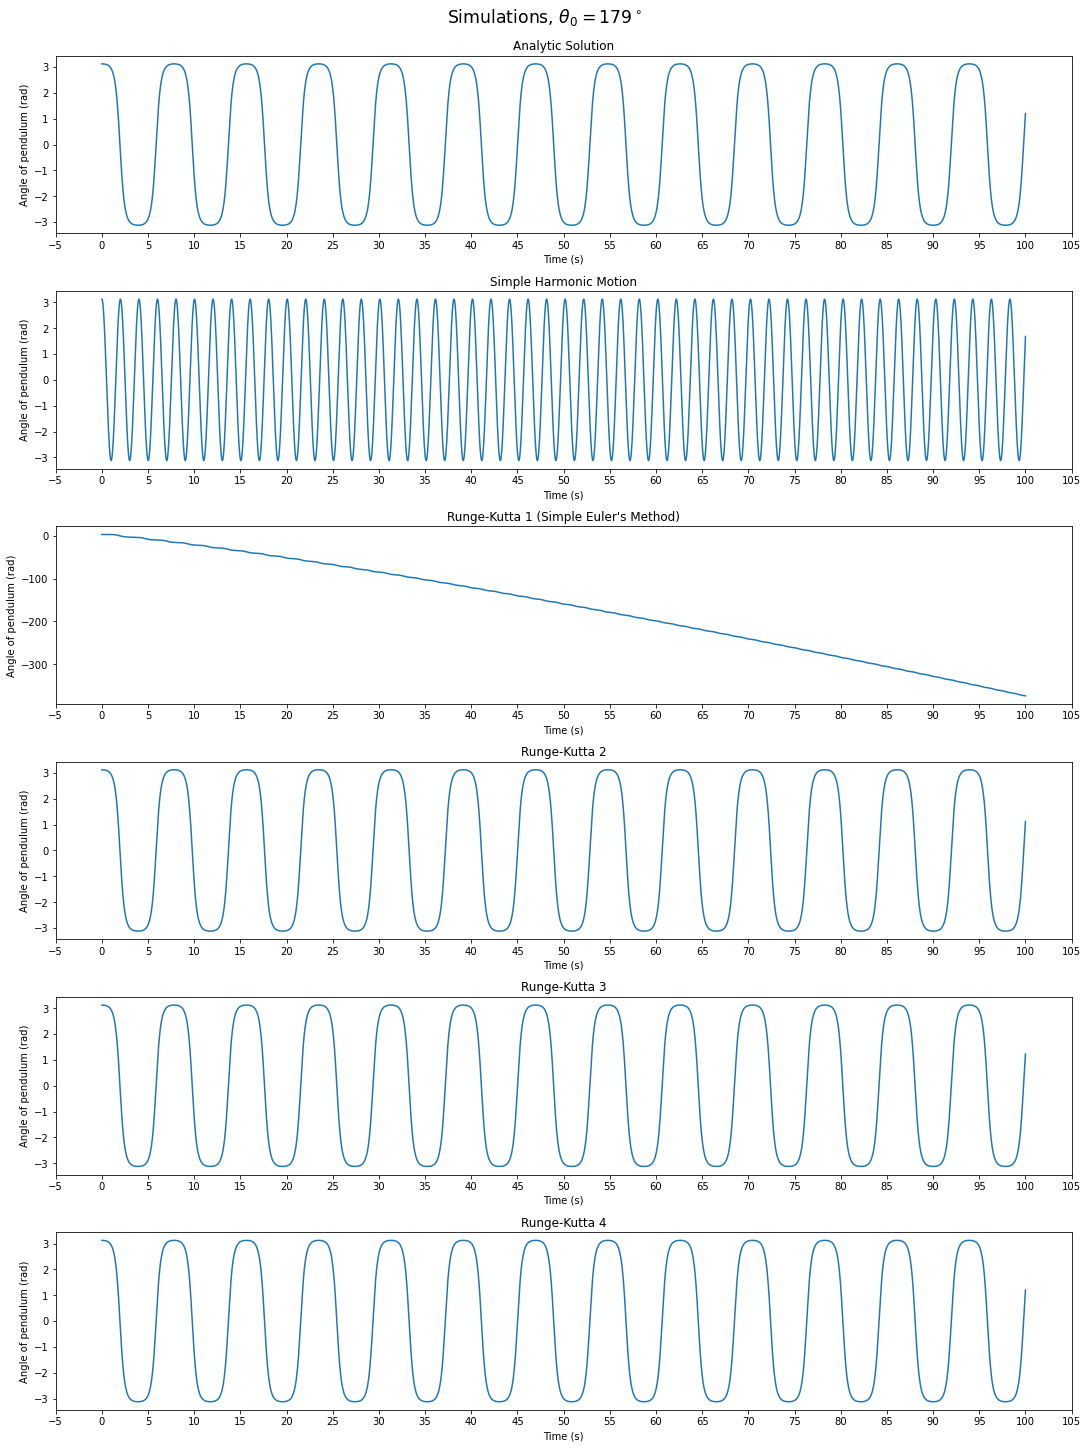 Simulations, θ₀ = 179°
Analytic Solution
3
2
1
0
−1
−2
−3
Angle of pendulum (rad)
−5 0 5 10 15 20 25 30 35 40 45 50 55 60 65 70 75 80 85 90 95 100 105
Time (s)
Simple Harmonic Motion
3
2
1
0
−1
−2
−3
Angle of pendulum (rad)
−5 0 5 10 15 20 25 30 35 40 45 50 55 60 65 70 75 80 85 90 95 100 105
Time (s)
Runge-Kutta 1 (Simple Euler's Method)
0
−100
−200
−300
Angle of pendulum (rad)
−5 0 5 10 15 20 25 30 35 40 45 50 55 60 65 70 75 80 85 90 95 100 105
Time (s)
Runge-Kutta 2
3
2
1
0
−1
−2
−3
Angle of pendulum (rad)
−5 0 5 10 15 20 25 30 35 40 45 50 55 60 65 70 75 80 85 90 95 100 105
Time (s)
Runge-Kutta 3
3
2
1
0
−1
−2
−3
Angle of pendulum (rad)
−5 0 5 10 15 20 25 30 35 40 45 50 55 60 65 70 75 80 85 90 95 100 105
Time (s)
Runge-Kutta 4
3
2
1
0
−1
−2
−3
Angle of pendulum (rad)
−5 0 5 10 15 20 25 30 35 40 45 50 55 60 65 70 75 80 85 90 95 100 105
Time (s)